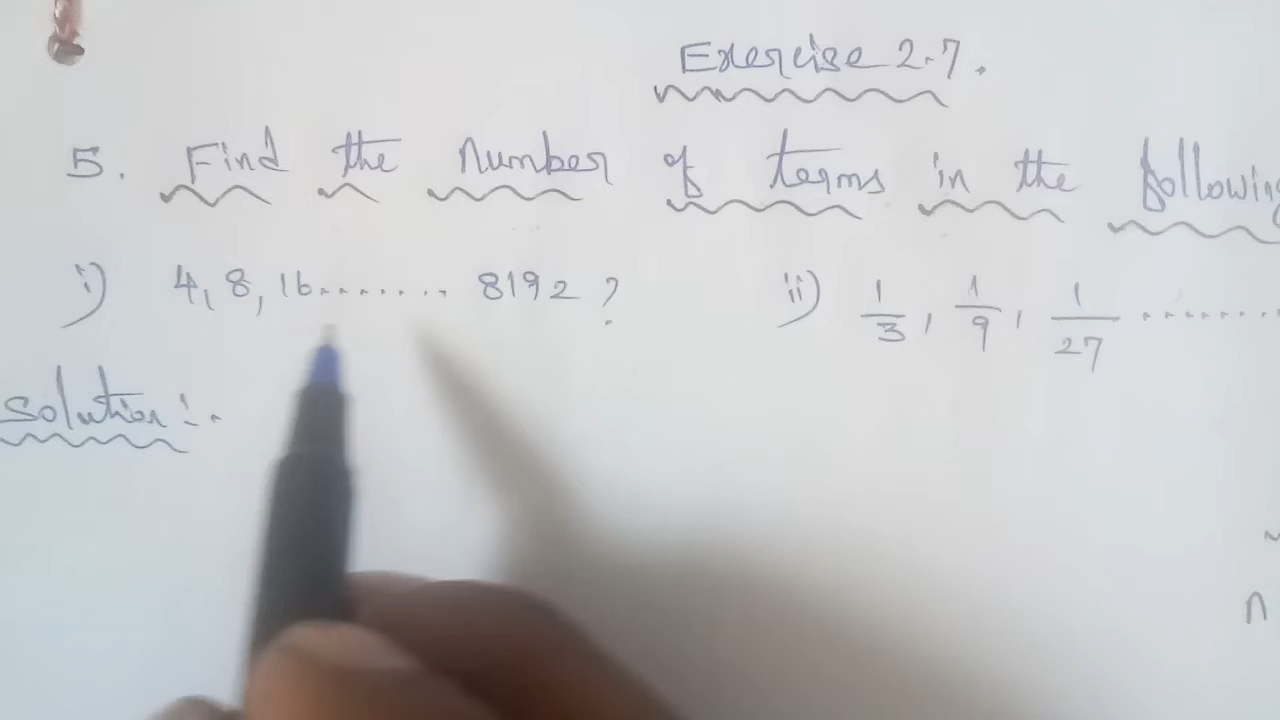 Exercise 2.7.
5. Find the number of terms in the following
i) 4, 8, 16........ 8192 ? ii) 1/3, 1/9, 1/27 ........
Solution:-
n